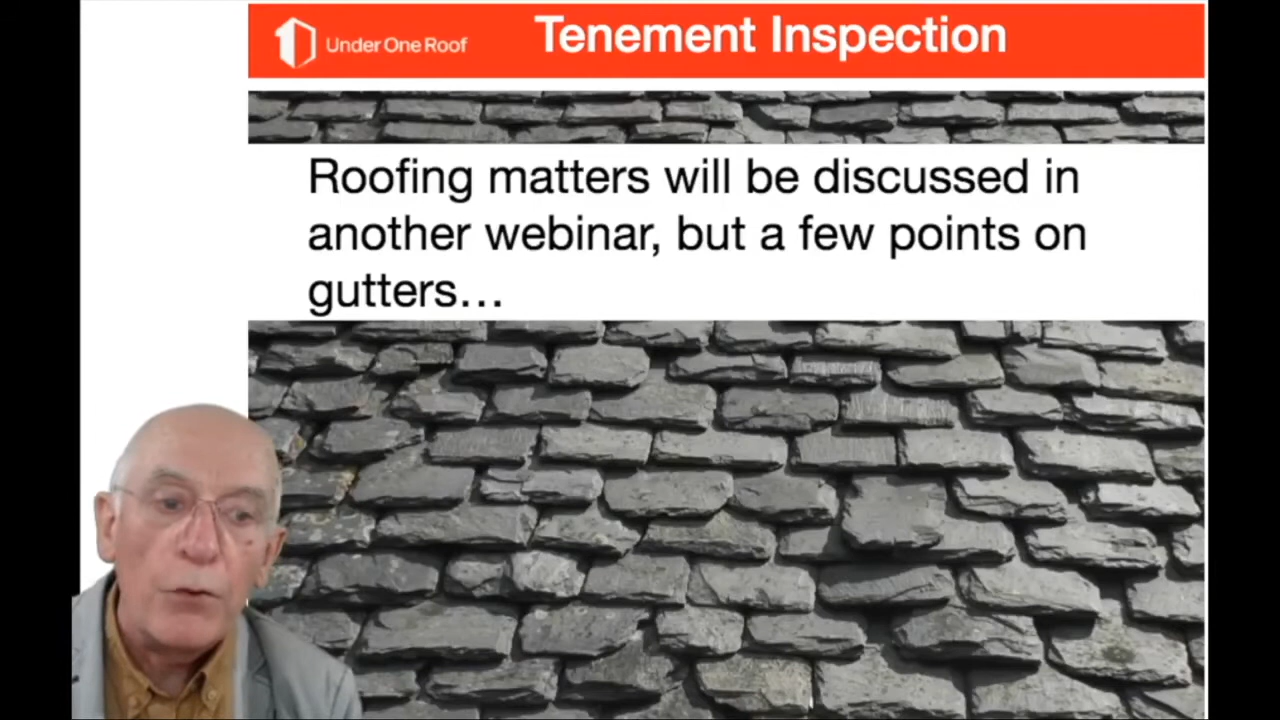 Under One Roof
Tenement Inspection
Roofing matters will be discussed in
another webinar, but a few points on
gutters…